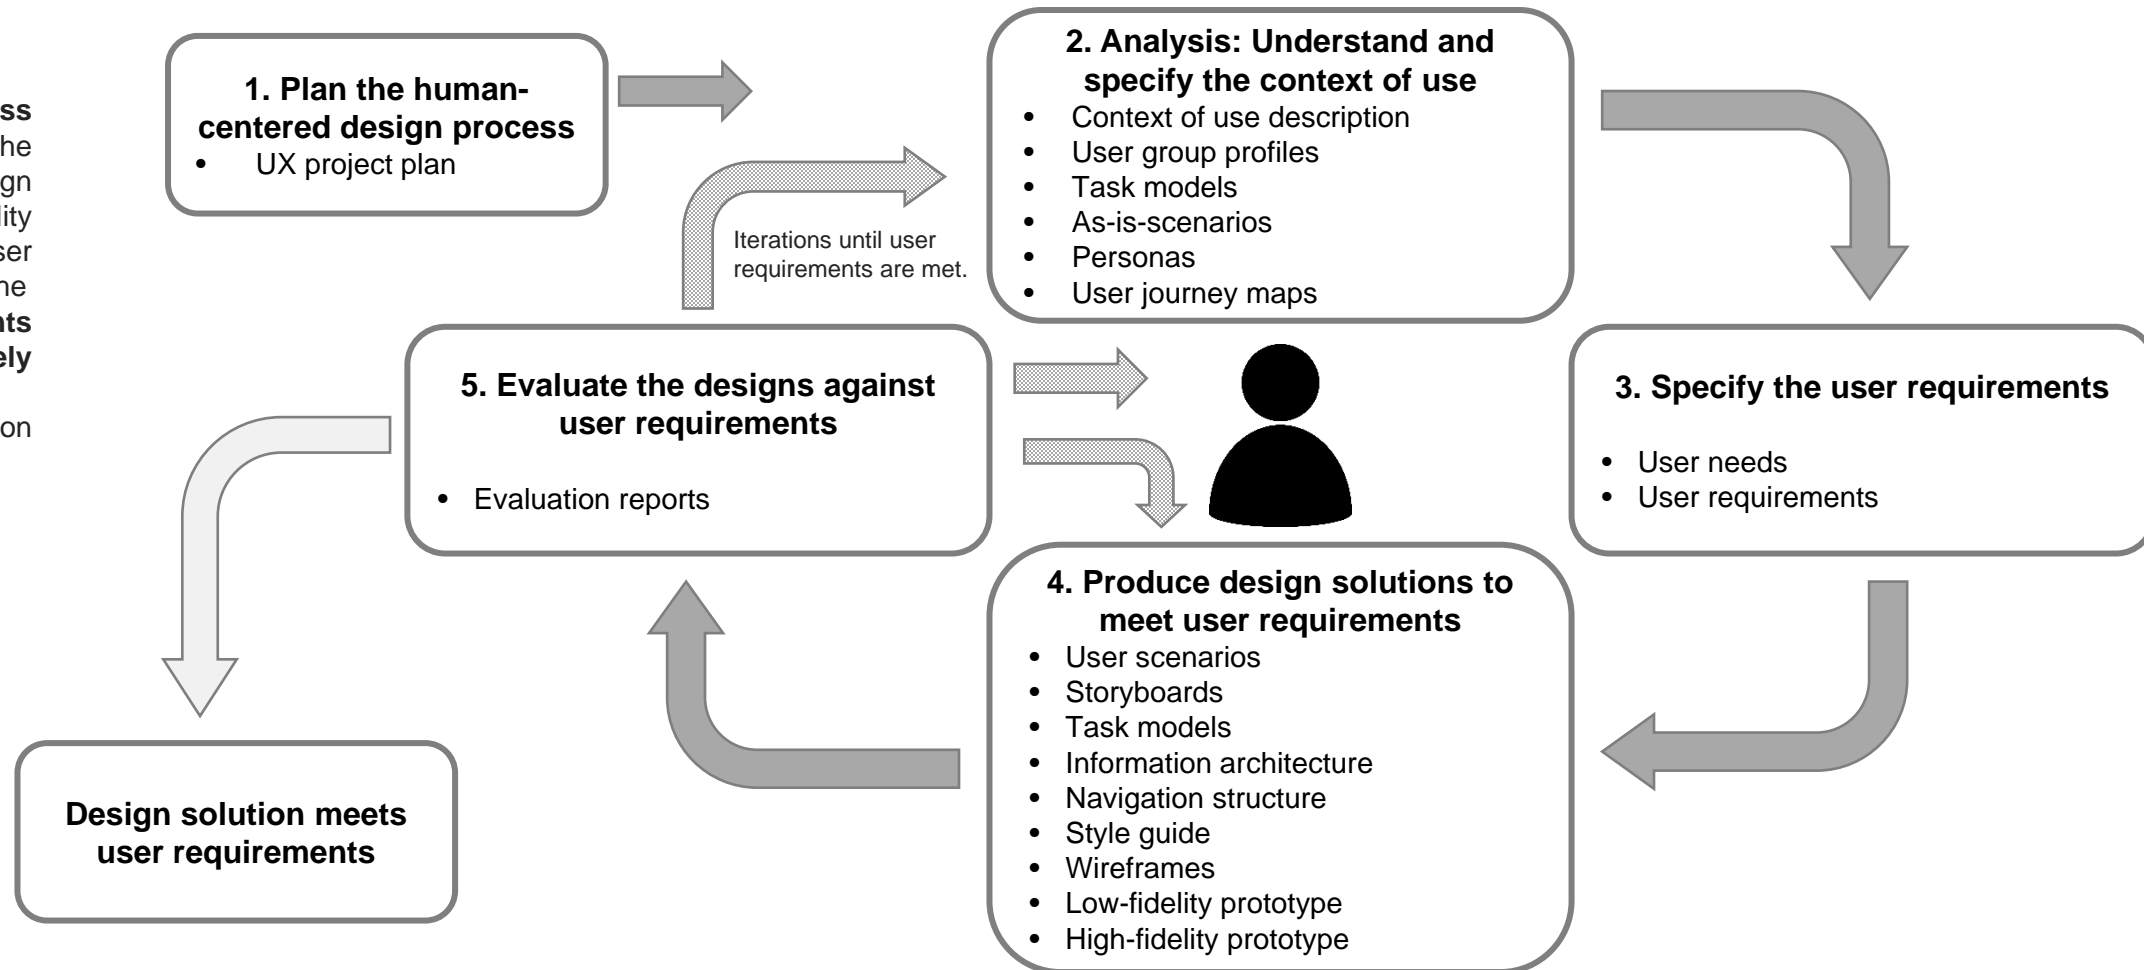 ss
he
ign
lity
ser
ne
nts
ely
on
1. Plan the human-
centered design process
• UX project plan
2. Analysis: Understand and
specify the context of use
• Context of use description
• User group profiles
• Task models
• As-is-scenarios
• Personas
• User journey maps
Iterations until user
requirements are met.
3. Specify the user requirements
• User needs
• User requirements
5. Evaluate the designs against
user requirements
• Evaluation reports
4. Produce design solutions to
meet user requirements
• User scenarios
• Storyboards
• Task models
• Information architecture
• Navigation structure
• Style guide
• Wireframes
• Low-fidelity prototype
• High-fidelity prototype
Design solution meets
user requirements